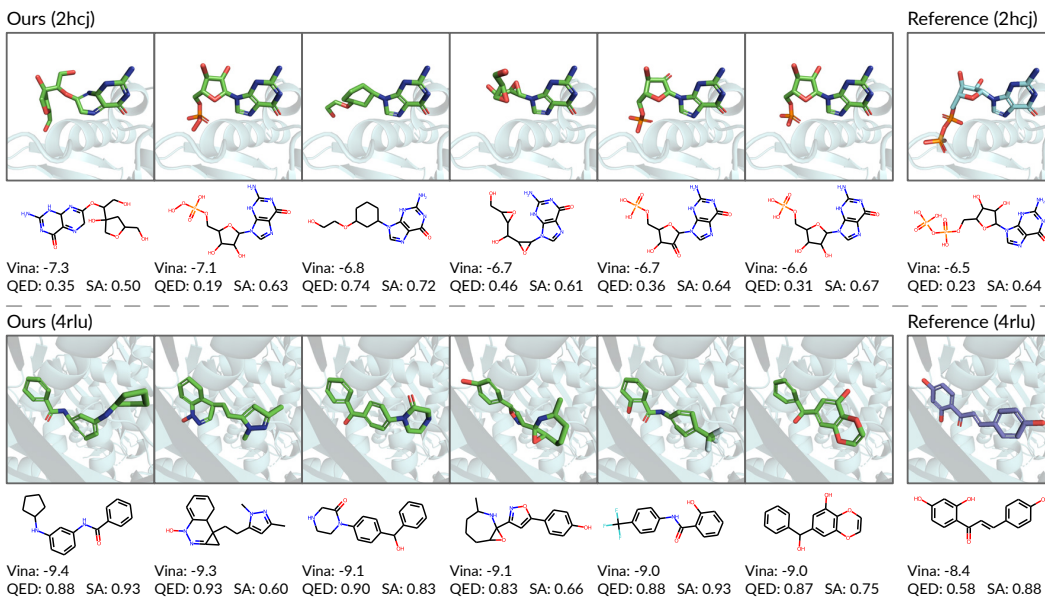 Ours (2hcj) Reference (2hcj)
Vina: -7.3 Vina: -7.1 Vina: -6.8 Vina: -6.7 Vina: -6.7 Vina: -6.6 Vina: -6.5
QED: 0.35 SA: 0.50 QED: 0.19 SA: 0.63 QED: 0.74 SA: 0.72 QED: 0.46 SA: 0.61 QED: 0.36 SA: 0.64 QED: 0.31 SA: 0.67 QED: 0.23 SA: 0.64
Ours (4rlu) Reference (4rlu)
Vina: -9.4 Vina: -9.3 Vina: -9.1 Vina: -9.1 Vina: -9.0 Vina: -9.0 Vina: -8.4
QED: 0.88 SA: 0.93 QED: 0.93 SA: 0.60 QED: 0.90 SA: 0.83 QED: 0.83 SA: 0.66 QED: 0.88 SA: 0.93 QED: 0.87 SA: 0.75 QED: 0.58 SA: 0.88